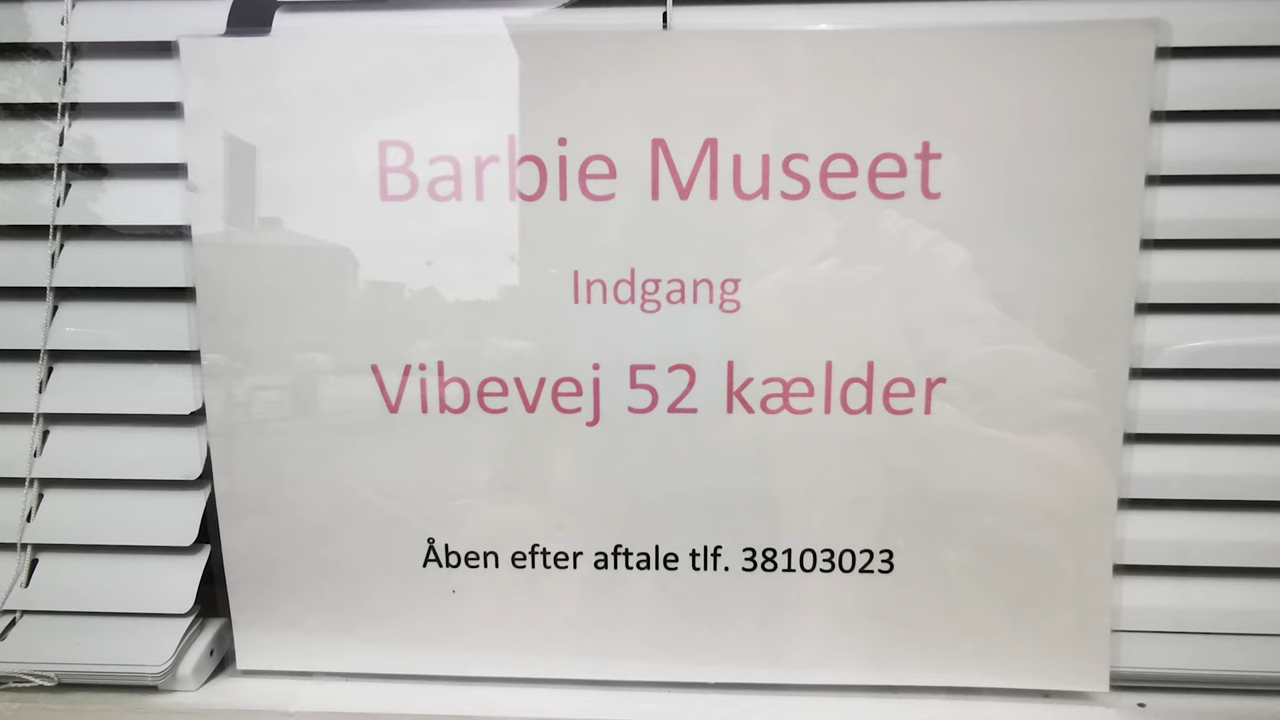 Barbie Museet
Indgang
Vibevej 52 kælder
Åben efter aftale tlf. 38103023